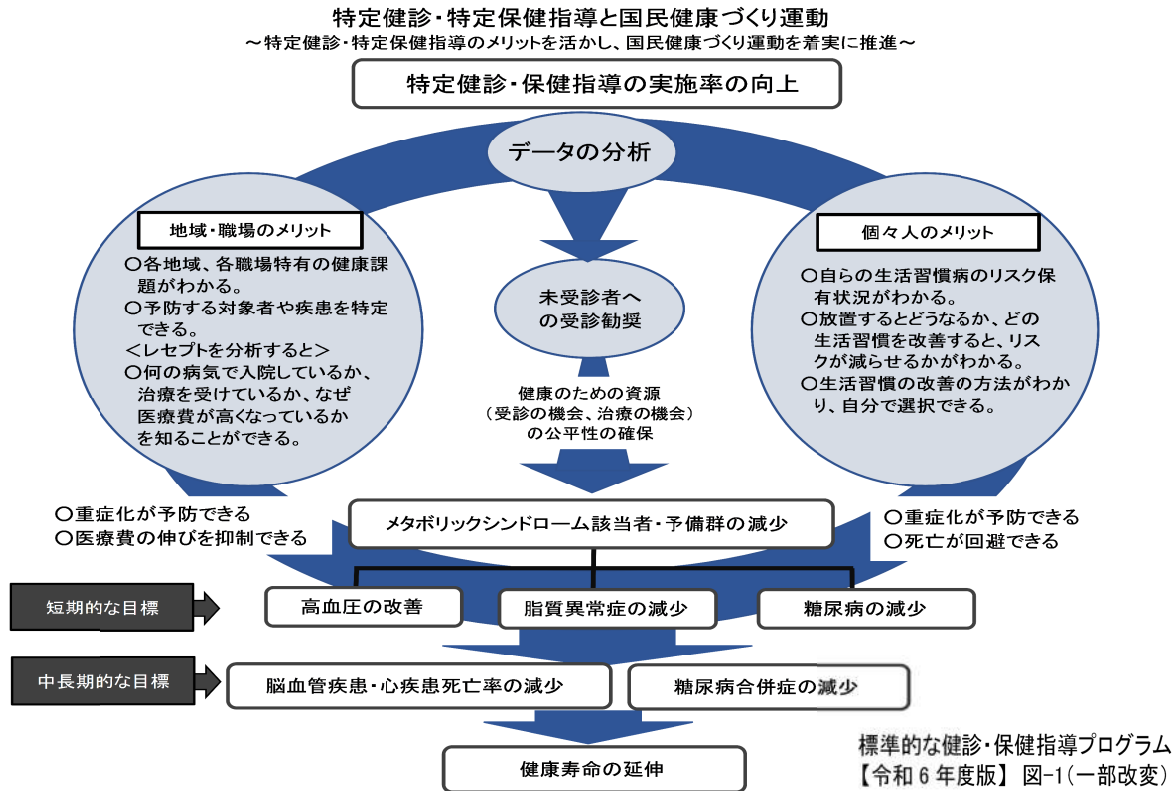 特定健診・特定保健指導と国民健康づくり運動
～特定健診・特定保健指導のメリットを活かし、国民健康づくり運動を着実に推進～
特定健診・保健指導の実施率の向上
データの分析
地域・職場のメリット
〇各地域、各職場特有の健康課
題がわかる。
〇予防する対象者や疾患を特定
できる。
＜レセプトを分析すると＞
〇何の病気で入院しているか、
治療を受けているか、なぜ
医療費が高くなっているか
を知ることができる。
未受診者へ
の受診勧奨
健康のための資源
（受診の機会、治療の機会）
の公平性の確保
個々人のメリット
〇自らの生活習慣病のリスク保
有状況がわかる。
〇放置するとどうなるか、どの
生活習慣を改善すると、リス
クが減らせるかがわかる。
〇生活習慣の改善の方法がわか
り、自分で選択できる。
〇重症化が予防できる
〇医療費の伸びを抑制できる
メタボリックシンドローム該当者・予備群の減少
〇重症化が予防できる
〇死亡が回避できる
短期的な目標
高血圧の改善
脂質異常症の減少
糖尿病の減少
中長期的な目標
脳血管疾患・心疾患死亡率の減少
糖尿病合併症の減少
健康寿命の延伸
標準的な健診・保健指導プログラム
【令和６年度版】 図-1（一部改変）